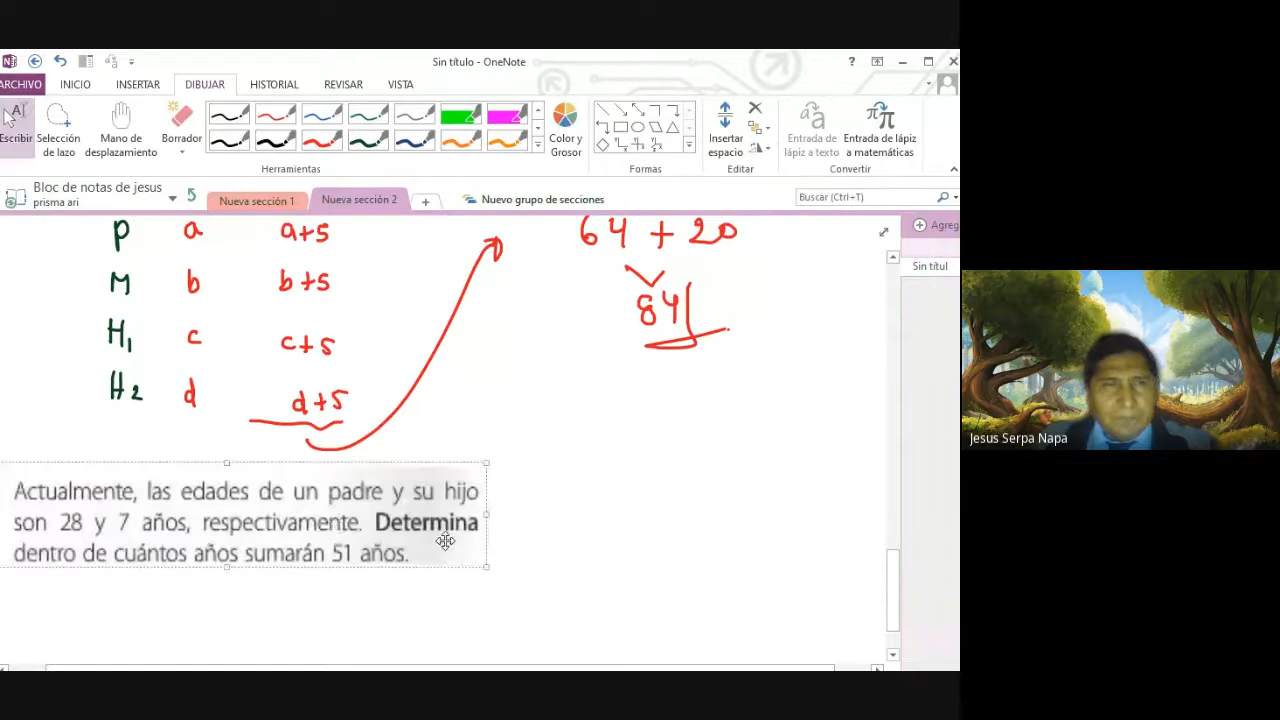 Sin título - OneNote
ARCHIVO INICIO INSERTAR DIBUJAR HISTORIAL REVISAR VISTA
Escribir
Selección de lazo
Mano de desplazamiento
Borrador
Color y Grosor
Insertar espacio
Entrada de lápiz a texto
Entrada de lápiz a matemáticas
Herramientas Formas Editar Convertir
Bloc de notas de jesus
prisma ari
Nueva sección 1
Nueva sección 2
Nuevo grupo de secciones
Buscar (Ctrl+T)
Agreg
Sin títul
P a a+5
M b b+5
H1 c c+5
H2 d d+5
64 + 20
84
Actualmente, las edades de un padre y su hijo
son 28 y 7 años, respectivamente. Determina
dentro de cuántos años sumarán 51 años.
Jesus Serpa Napa